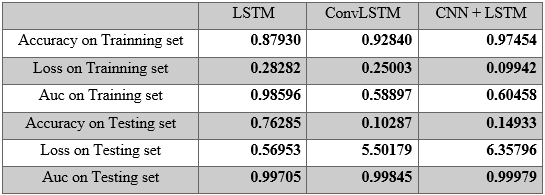 LSTM ConvLSTM CNN + LSTM
Accuracy on Trainning set 0.87930 0.92840 0.97454
Loss on Trainning set 0.28282 0.25003 0.09942
Auc on Training set 0.98596 0.58897 0.60458
Accuracy on Testing set 0.76285 0.10287 0.14933
Loss on Testing set 0.56953 5.50179 6.35796
Auc on Testing set 0.99705 0.99845 0.99979